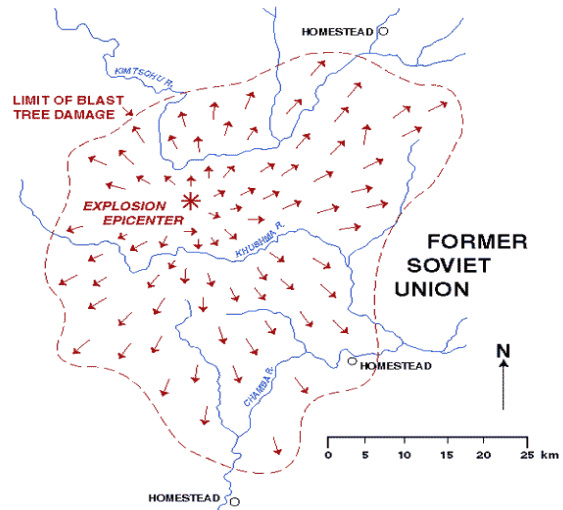 HOMESTEAD
KIMTSCHU R.
LIMIT OF BLAST
TREE DAMAGE
EXPLOSION
EPICENTER
KHUSHMA R.
FORMER
SOVIET
UNION
N
HOMESTEAD
CHAMBA R.
0 5 10 15 20 25 km
HOMESTEAD